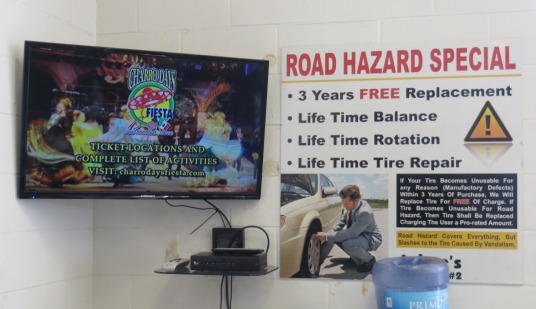 CHARRO DAYS
FIESTA
TICKET LOCATIONS AND
COMPLETE LIST OF ACTIVITIES
VISIT: charrodaysfiesta.com
ROAD HAZARD SPECIAL
• 3 Years FREE Replacement
• Life Time Balance
• Life Time Rotation
• Life Time Tire Repair
If Your Tire Becomes Unusable For
any Reason (Manufactory Defects)
Within 3 Years Of Purchase, We Will
Replace Tire For FREE Of Charge. If
Tire Becomes Unusable For Road
Hazard, Then Tire Shall Be Replaced
Charging The User a Pro-rated Amount.
Road Hazard Covers Everything, But
Slashes to the Tire Caused By Vandalism.
#2